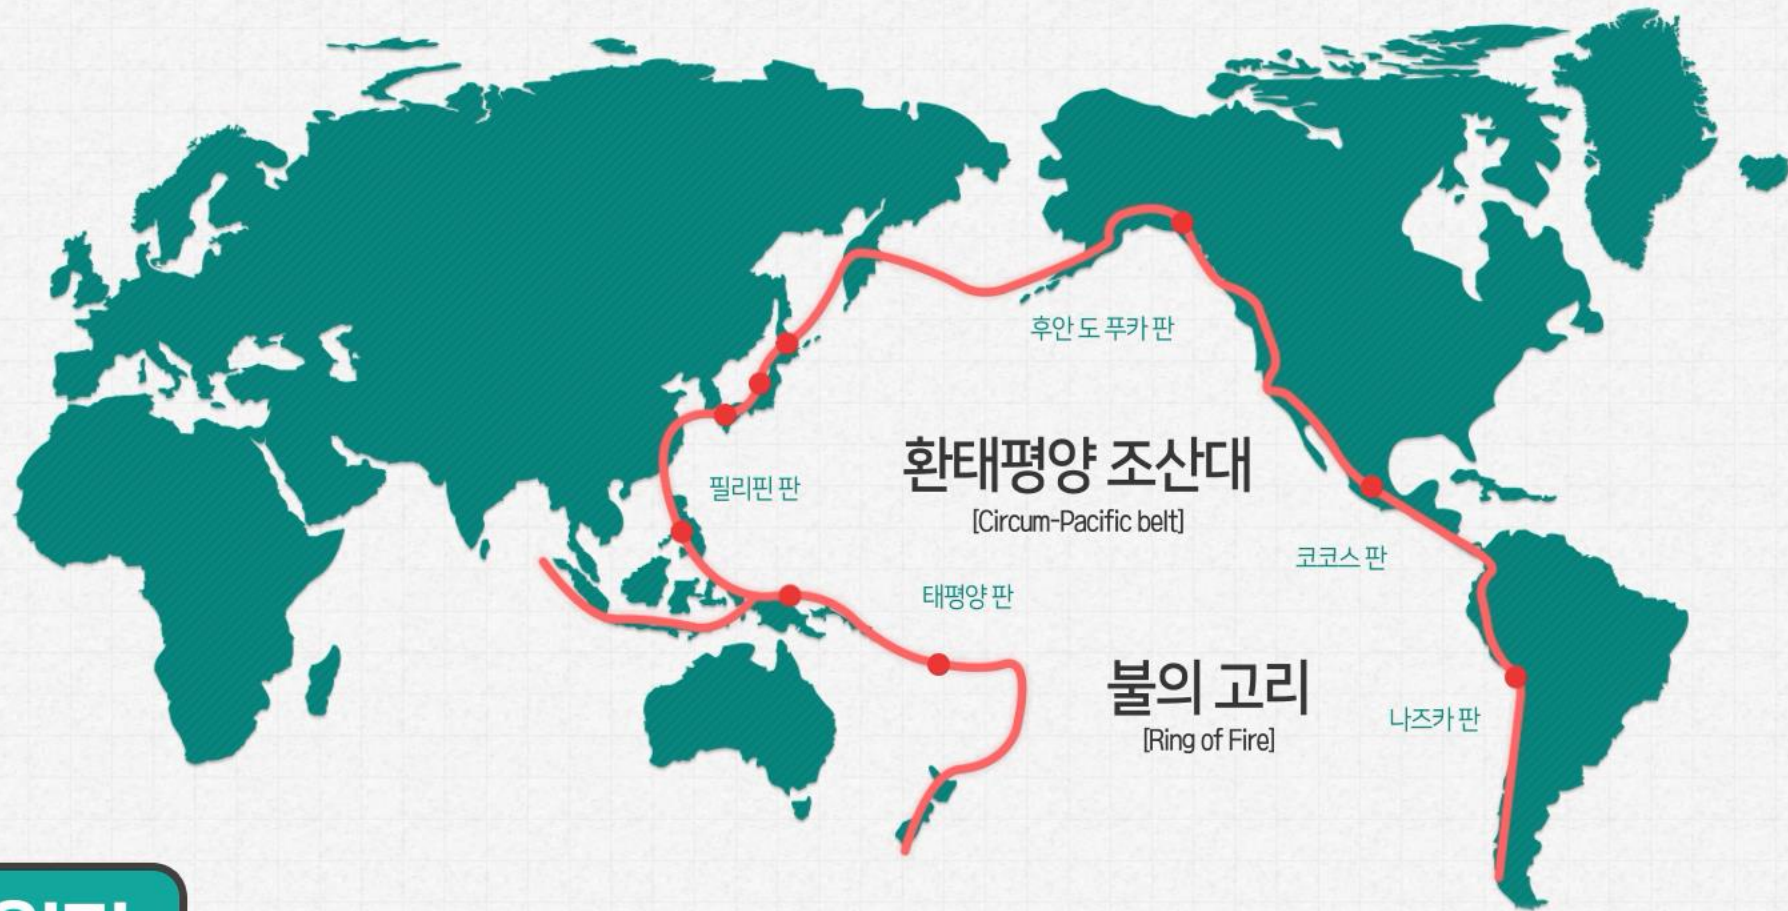 후안 도 푸카 판
환태평양 조산대
[Circum-Pacific belt]
필리핀 판
코코스 판
태평양 판
불의 고리
[Ring of Fire]
나즈카 판